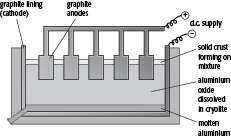 graphite lining
(cathode)
graphite
anodes
+
d.c. supply
−
solid crust
forming on
mixture
aluminium
oxide
dissolved
in cryolite
molten
aluminium